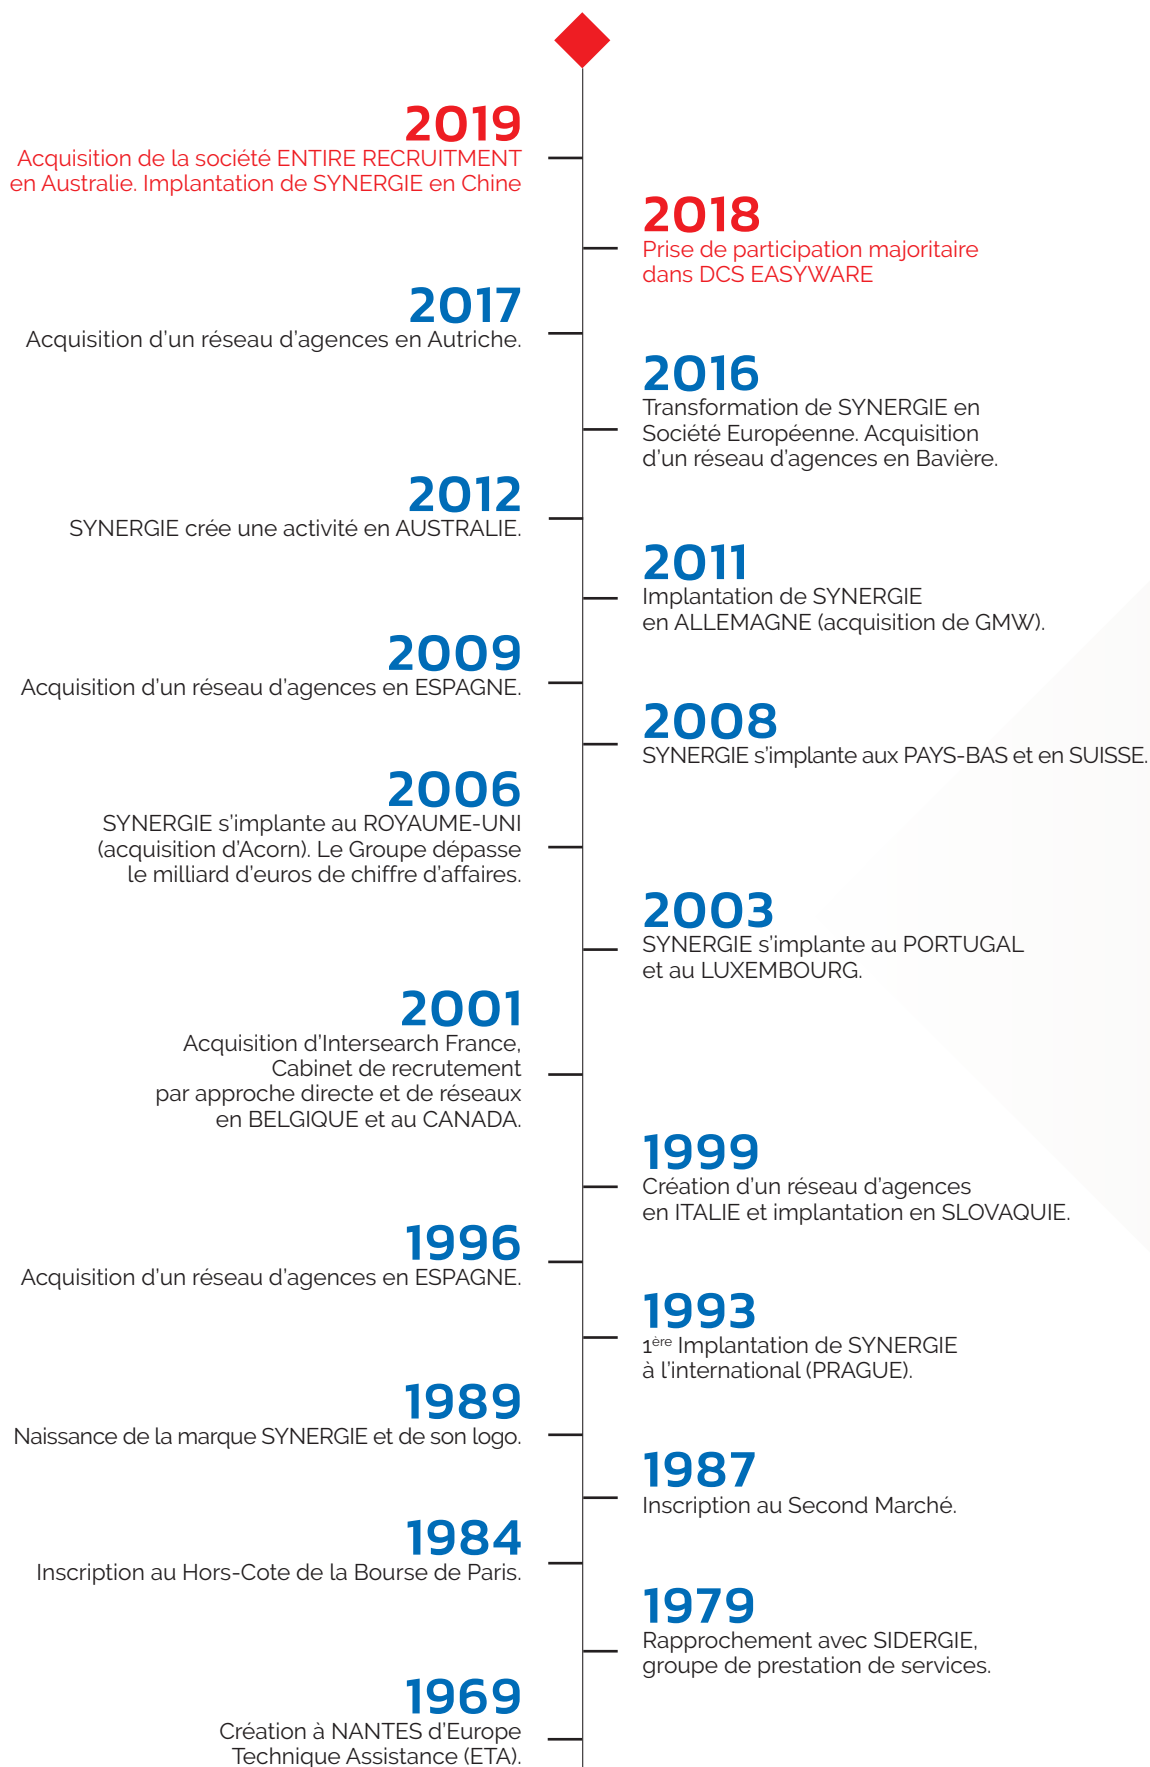 2019
Acquisition de la société ENTIRE RECRUITMENT
en Australie. Implantation de SYNERGIE en Chine
2018
Prise de participation majoritaire
dans DCS EASYWARE
2017
Acquisition d’un réseau d’agences en Autriche.
2016
Transformation de SYNERGIE en
Société Européenne. Acquisition
d’un réseau d’agences en Bavière.
2012
SYNERGIE crée une activité en AUSTRALIE.
2011
Implantation de SYNERGIE
en ALLEMAGNE (acquisition de GMW).
2009
Acquisition d’un réseau d’agences en ESPAGNE.
2008
SYNERGIE s’implante aux PAYS-BAS et en SUISSE.
2006
SYNERGIE s’implante au ROYAUME-UNI
(acquisition d’Acorn). Le Groupe dépasse
le milliard d’euros de chiffre d’affaires.
2003
SYNERGIE s’implante au PORTUGAL
et au LUXEMBOURG.
2001
Acquisition d’Intersearch France,
Cabinet de recrutement
par approche directe et de réseaux
en BELGIQUE et au CANADA.
1999
Création d’un réseau d’agences
en ITALIE et implantation en SLOVAQUIE.
1996
Acquisition d’un réseau d’agences en ESPAGNE.
1993
1ère Implantation de SYNERGIE
à l’international (PRAGUE).
1989
Naissance de la marque SYNERGIE et de son logo.
1987
Inscription au Second Marché.
1984
Inscription au Hors-Cote de la Bourse de Paris.
1979
Rapprochement avec SIDERGIE,
groupe de prestation de services.
1969
Création à NANTES d’Europe
Technique Assistance (ETA).